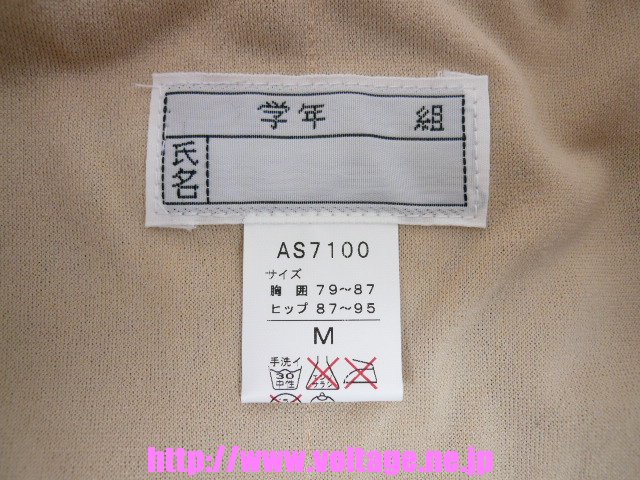 学年 組
氏名
AS7100
サイズ
胸囲 79～87
ヒップ 87～95
M
手洗イ
30
中性
http://www.voltage.ne.jp